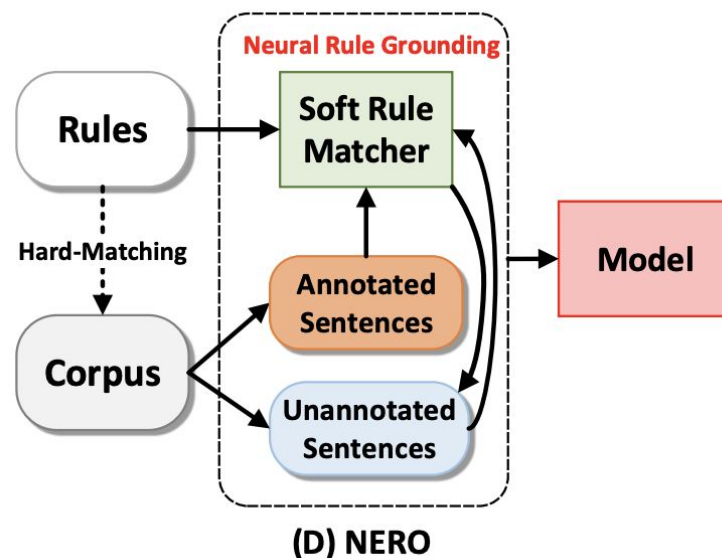 Neural Rule Grounding
Rules
Soft Rule
Matcher
Hard-Matching
Annotated
Sentences
Model
Corpus
Unannotated
Sentences
(D) NERO